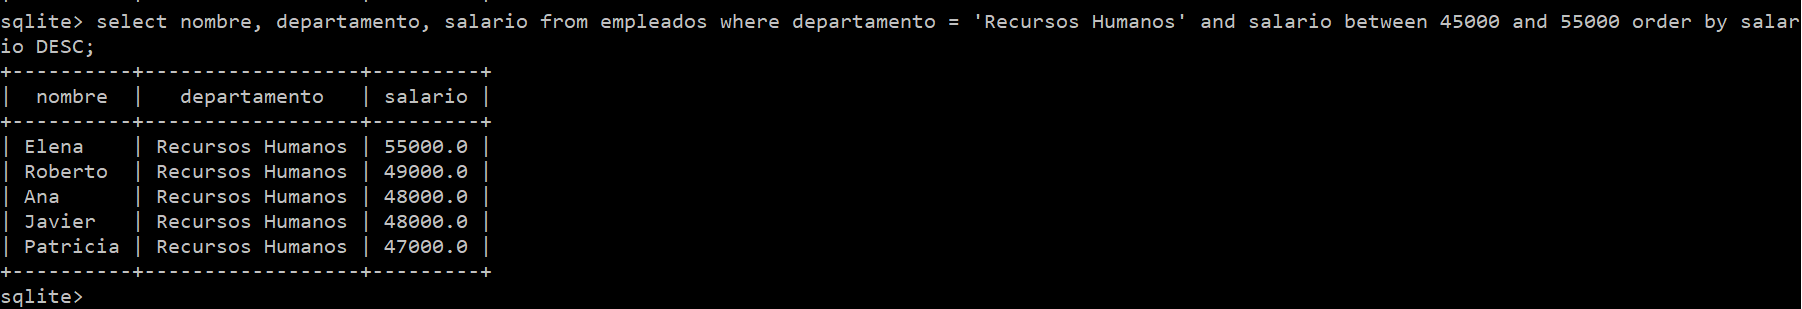 sqlite> select nombre, departamento, salario from empleados where departamento = 'Recursos Humanos' and salario between 45000 and 55000 order by salar
io DESC;
+----------+------------------+---------+
|  nombre  |   departamento   | salario |
+----------+------------------+---------+
| Elena    | Recursos Humanos | 55000.0 |
| Roberto  | Recursos Humanos | 49000.0 |
| Ana      | Recursos Humanos | 48000.0 |
| Javier   | Recursos Humanos | 48000.0 |
| Patricia | Recursos Humanos | 47000.0 |
+----------+------------------+---------+
sqlite>